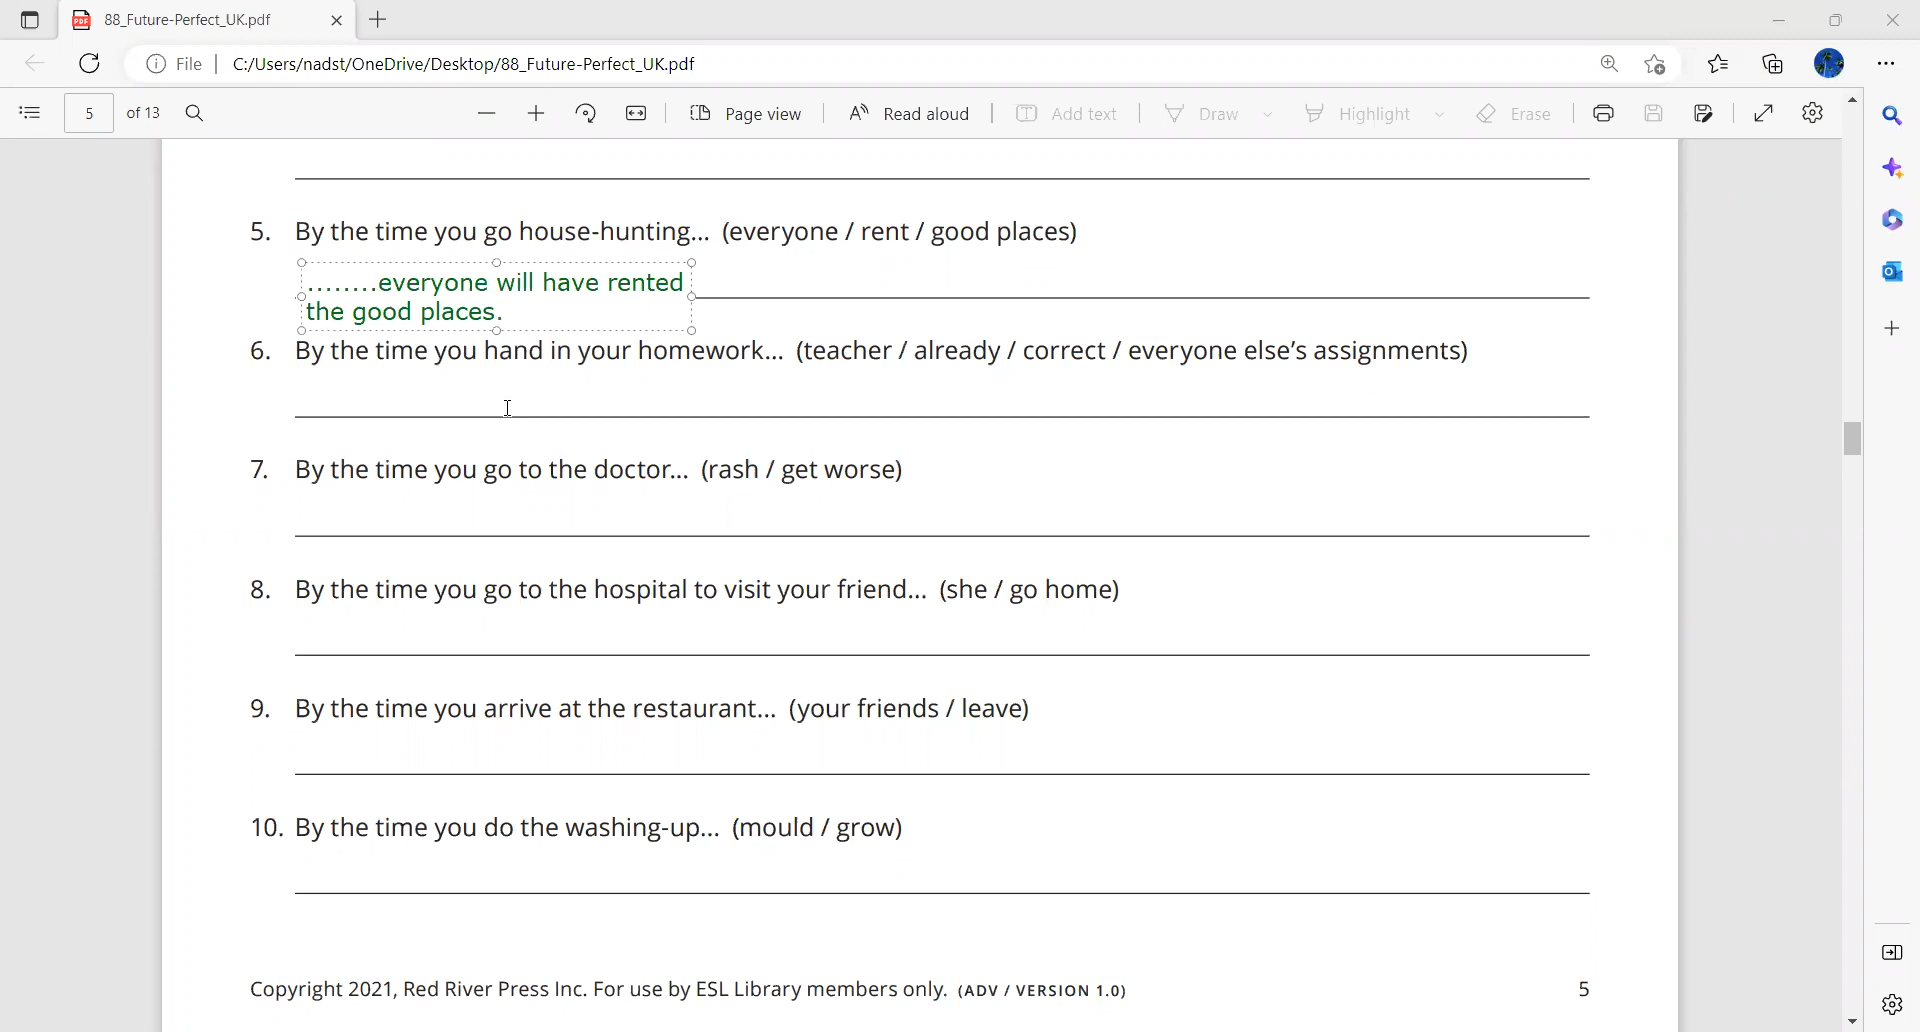 88_Future-Perfect_UK.pdf
File
C:/Users/nadst/OneDrive/Desktop/88_Future-Perfect_UK.pdf
5 of 13
Page view
Read aloud
Add text
Draw
Highlight
Erase
5. By the time you go house-hunting... (everyone / rent / good places)
........everyone will have rented
the good places.
6. By the time you hand in your homework... (teacher / already / correct / everyone else's assignments)
7. By the time you go to the doctor... (rash / get worse)
8. By the time you go to the hospital to visit your friend... (she / go home)
9. By the time you arrive at the restaurant... (your friends / leave)
10. By the time you do the washing-up... (mould / grow)
Copyright 2021, Red River Press Inc. For use by ESL Library members only. (ADV / VERSION 1.0)
5